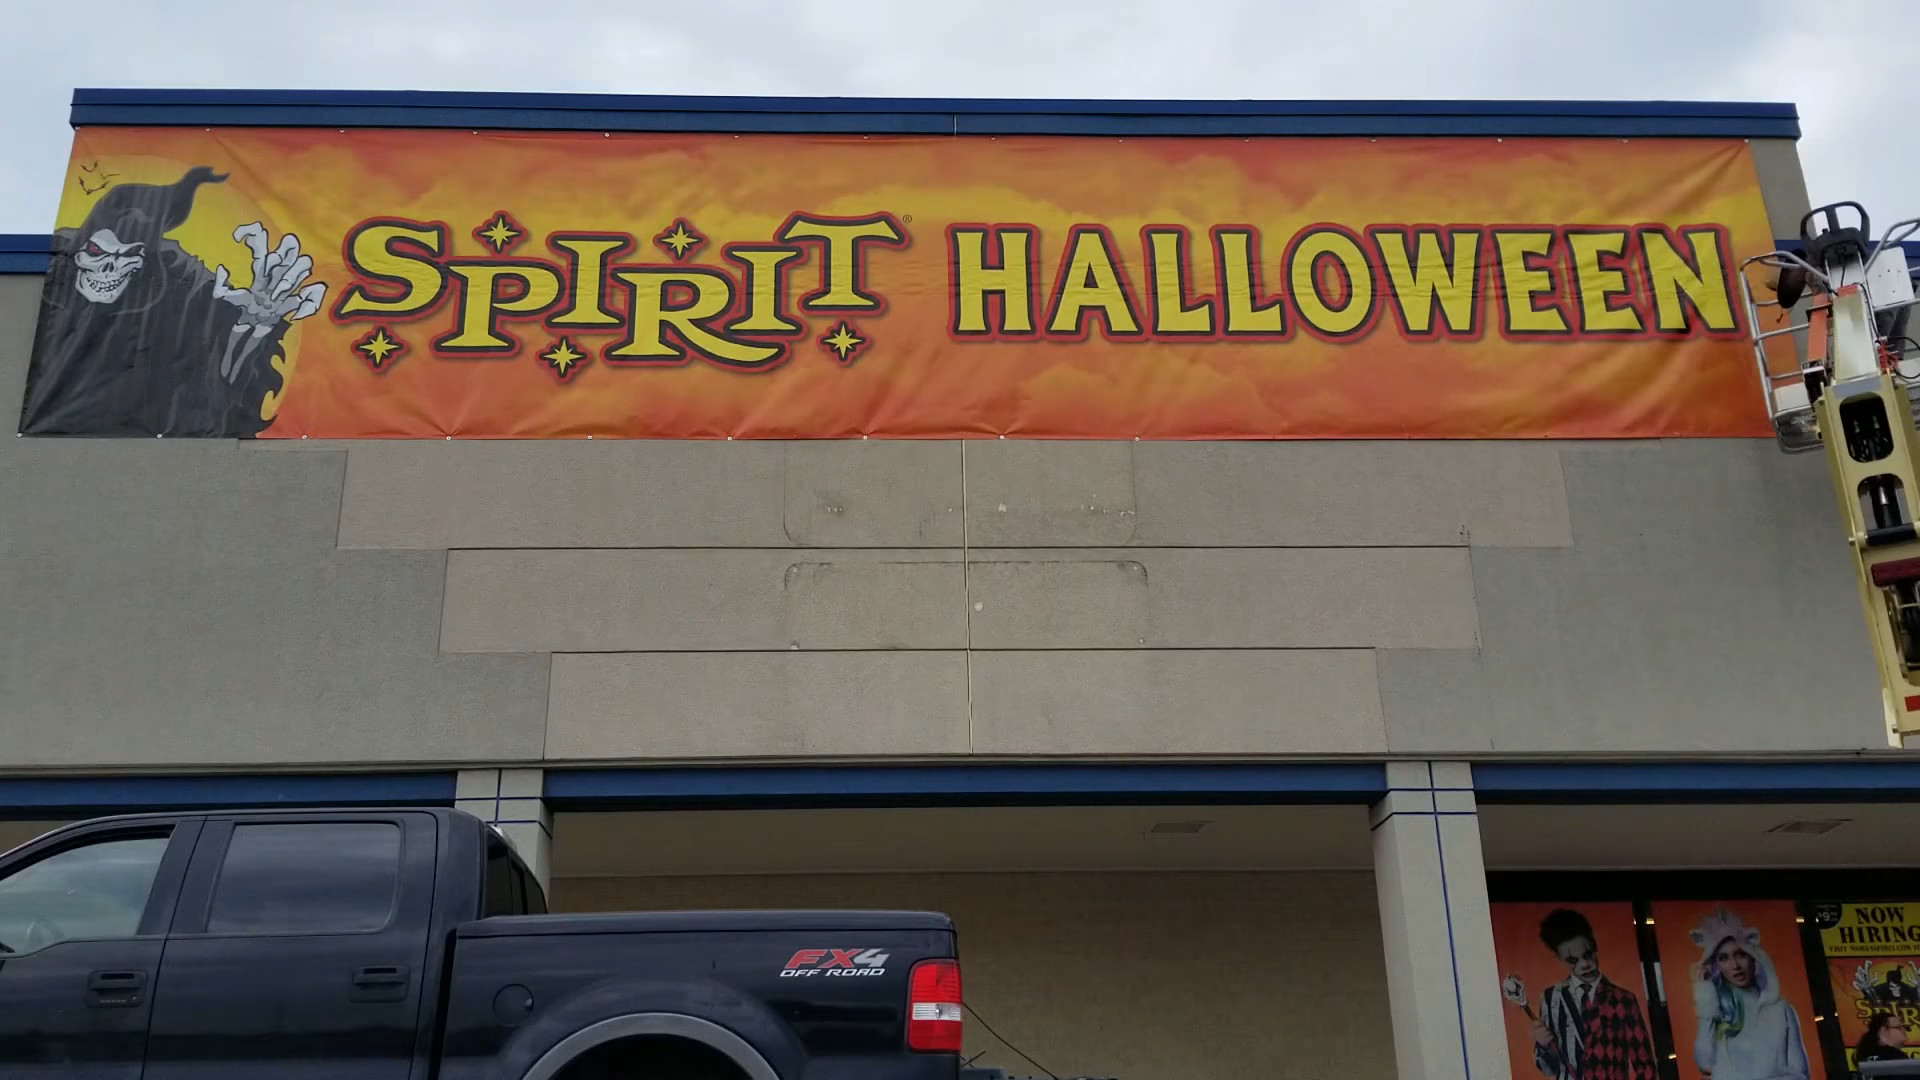 SPIRIT® HALLOWEEN
FX4
OFF ROAD
NOW
HIRING